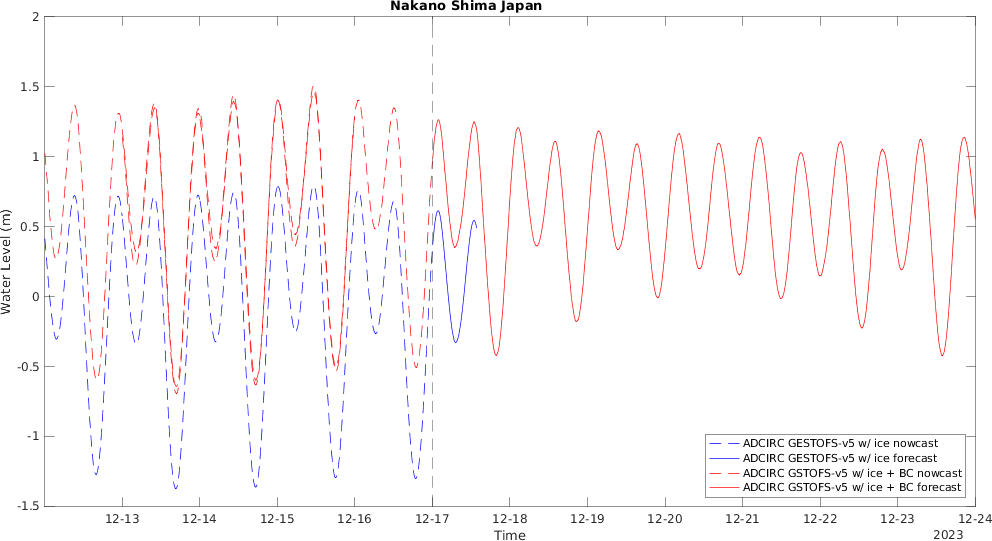 Nakano Shima Japan
2
1.5
1
0.5
0
-0.5
-1
-1.5
Water Level (m)
ADCIRC GESTOFS-v5 w/ ice nowcast
ADCIRC GESTOFS-v5 w/ ice forecast
ADCIRC GSTOFS-v5 w/ ice + BC nowcast
ADCIRC GSTOFS-v5 w/ ice + BC forecast
12-13 12-14 12-15 12-16 12-17 12-18 12-19 12-20 12-21 12-22 12-23 12-24
Time
2023